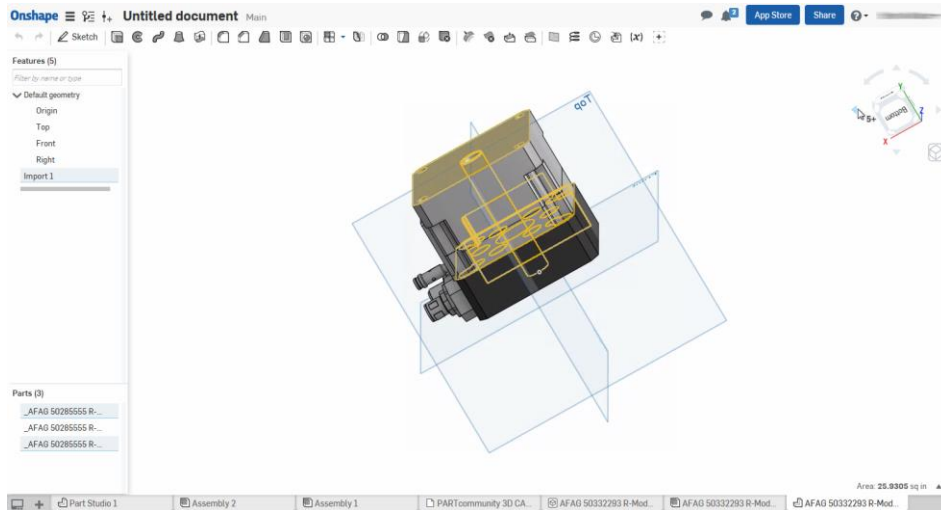 Onshape Untitled document Main 3 App Store Share
Sketch (x)
Features (5)
Filter by name or type
Default geometry
Origin
Top
Front
Right
Import 1
Top
Y
S+
Bottom
Z
X
Parts (3)
_AFAG 50285555 R-...
_AFAG 50285555 R-...
_AFAG 50285555 R-...
Area: 25.9305 sq in
Part Studio 1 Assembly 2 Assembly 1 PARTcommunity 3D CA... AFAG 50332293 R-Mod... AFAG 50332293 R-Mod... AFAG 50332293 R-Mod...